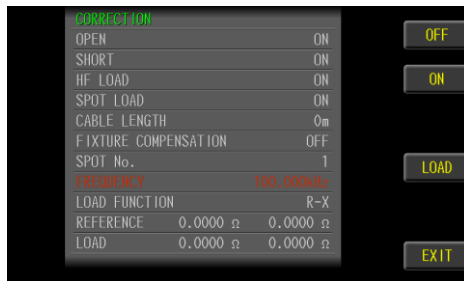 CORRECTION
OPEN ON
SHORT ON
HF LOAD ON
SPOT LOAD ON
CABLE LENGTH 0m
FIXTURE COMPENSATION OFF
SPOT No. 1
FREQUENCY 100.000kHz
LOAD FUNCTION R-X
REFERENCE 0.0000 Ω 0.0000 Ω
LOAD 0.0000 Ω 0.0000 Ω
OFF
ON
LOAD
EXIT